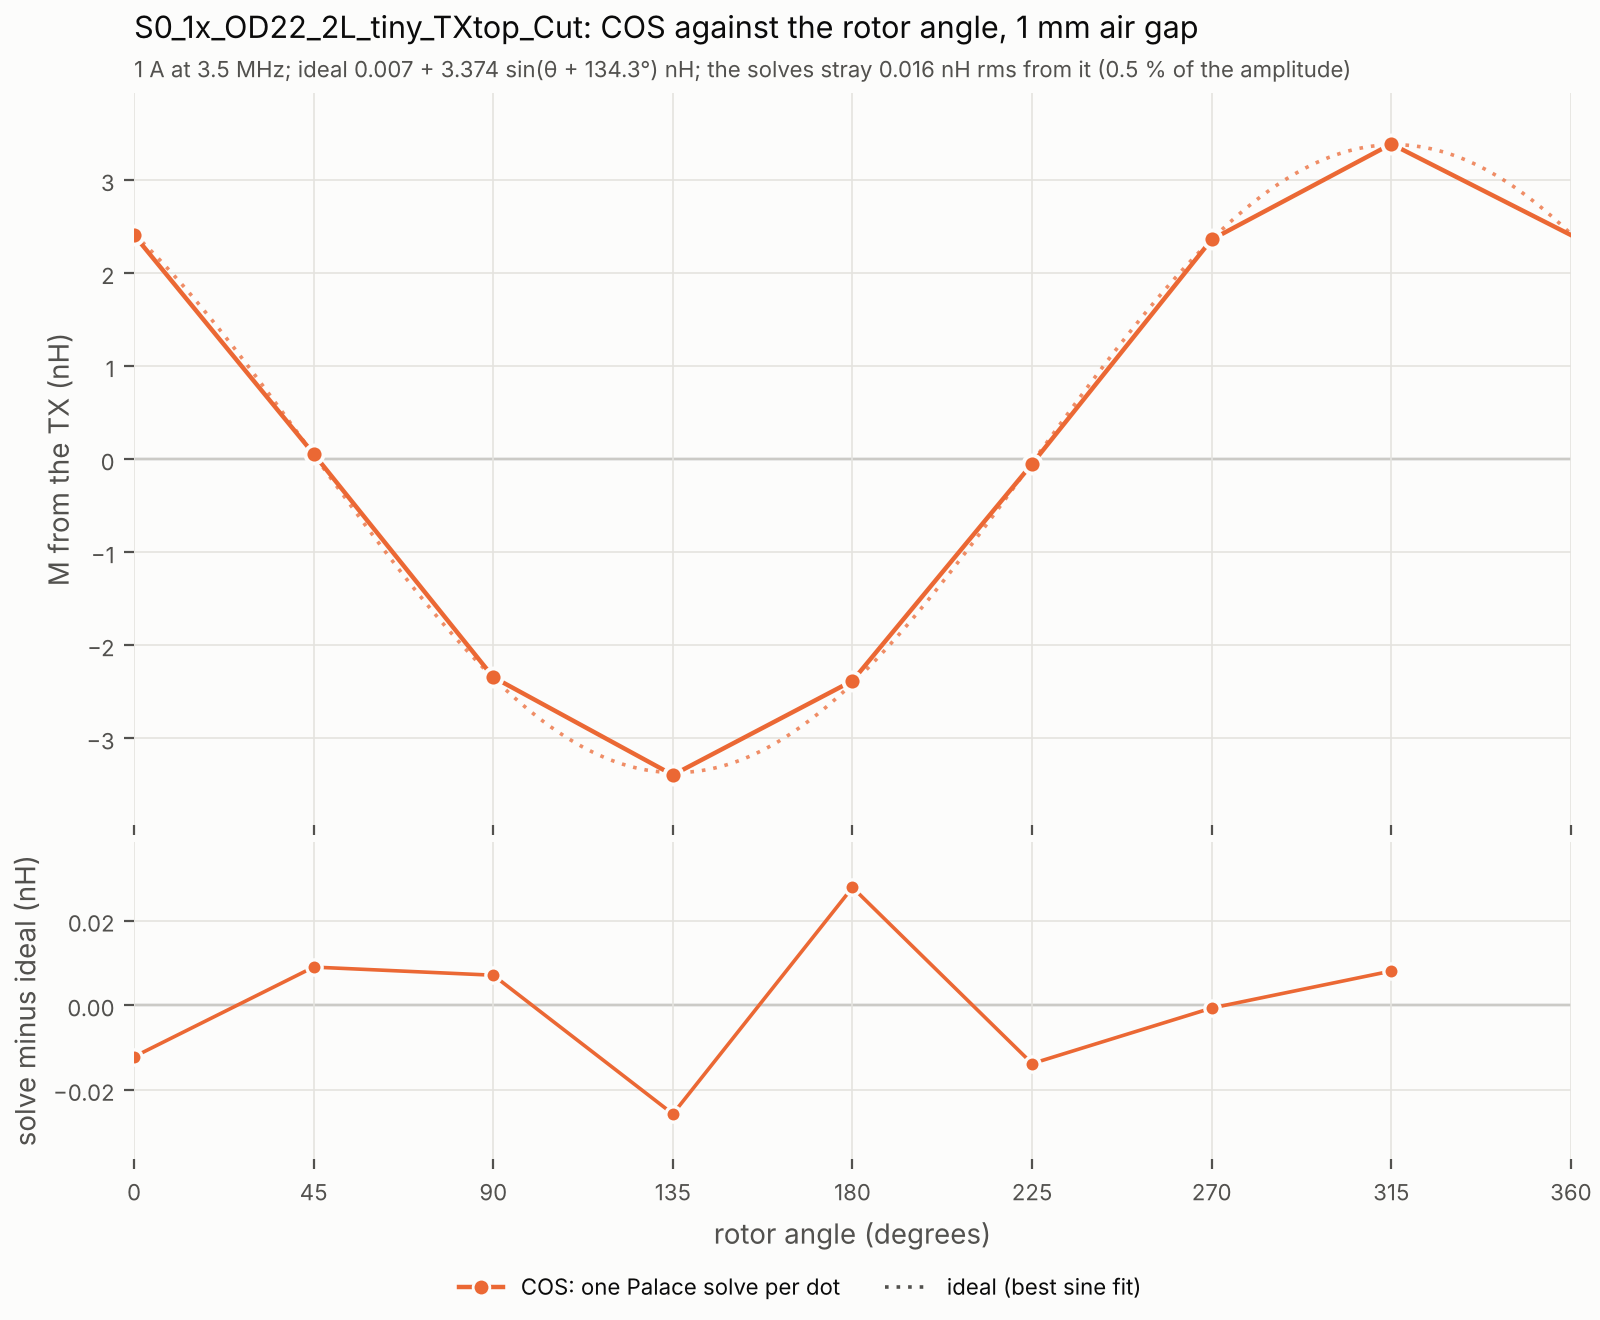 S0_1x_OD22_2L_tiny_TXtop_Cut: COS against the rotor angle, 1 mm air gap
1 A at 3.5 MHz; ideal 0.007 + 3.374 sin(θ + 134.3°) nH; the solves stray 0.016 nH rms from it (0.5 % of the amplitude)
M from the TX (nH)
3
2
1
0
−1
−2
−3
solve minus ideal (nH)
0.02
0.00
−0.02
0 45 90 135 180 225 270 315 360
rotor angle (degrees)
COS: one Palace solve per dot ideal (best sine fit)